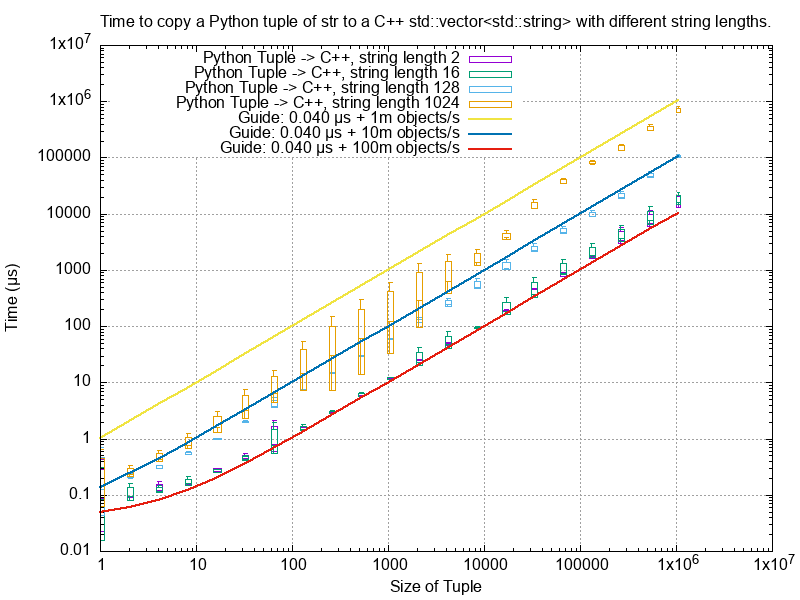 Time to copy a Python tuple of str to a C++ std::vector<std::string> with different string lengths.
Python Tuple -> C++, string length 2
Python Tuple -> C++, string length 16
Python Tuple -> C++, string length 128
Python Tuple -> C++, string length 1024
Guide: 0.040 µs + 1m objects/s
Guide: 0.040 µs + 10m objects/s
Guide: 0.040 µs + 100m objects/s
1x10^7
1x10^6
100000
10000
1000
100
10
1
0.1
0.01
Time (µs)
1 10 100 1000 10000 100000 1x10^6 1x10^7
Size of Tuple